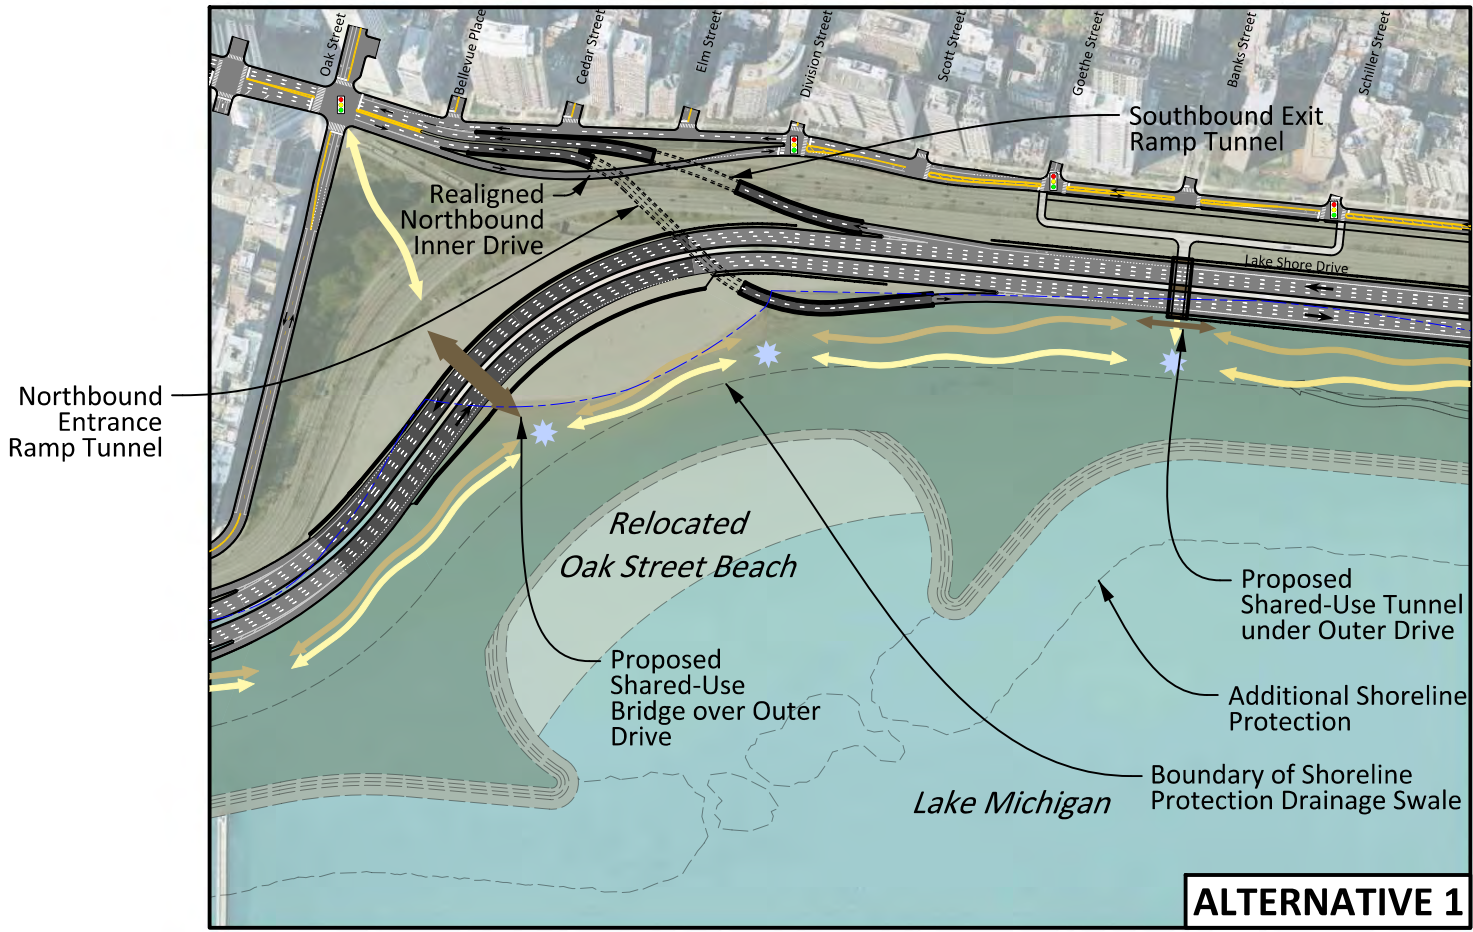 Oak Street
Bellevue Place
Cedar Street
Elm Street
Division Street
Scott Street
Goethe Street
Banks Street
Schiller Street
Southbound Exit
Ramp Tunnel
Realigned
Northbound
Inner Drive
Lake Shore Drive
Northbound
Entrance
Ramp Tunnel
Relocated
Oak Street Beach
Proposed
Shared-Use Tunnel
under Outer Drive
Proposed
Shared-Use
Bridge over Outer
Drive
Additional Shoreline
Protection
Boundary of Shoreline
Protection Drainage Swale
Lake Michigan
ALTERNATIVE 1